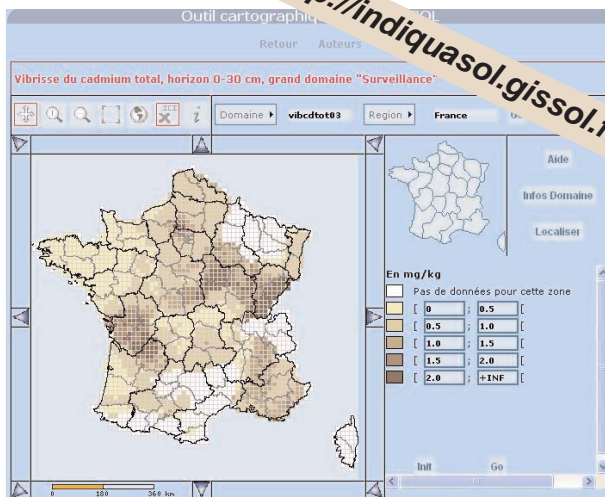 Outil cartographiq
OL
p://indiquasol.gissol.f
Retour Auteurs
Vibrisse du cadmium total, horizon 0-30 cm, grand domaine "Surveillance"
i Domaine vibcdtot03 Region France
Aide
Infos Domaine
Localiser
En mg/kg
Pas de données pour cette zone
[ 0 ; 0.5 [
[ 0.5 ; 1.0 [
[ 1.0 ; 1.5 [
[ 1.5 ; 2.0 [
[ 2.0 ; +INF [
Init Go
0 180 360 km